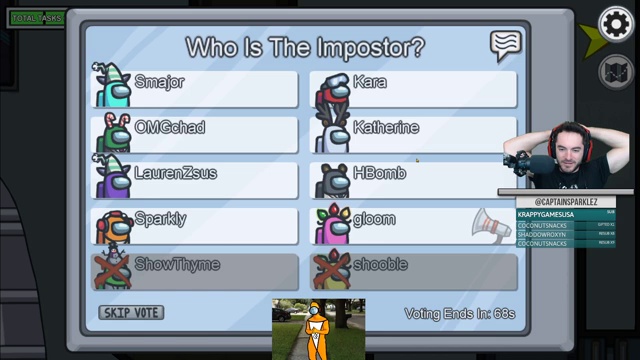 TOTAL TASKS
Who Is The Impostor?
Smajor
Kara
OMGchad
Katherine
LaurenZsus
HBomb
Sparkly
gloom
ShowThyme
shooble
SKIP VOTE
Voting Ends In: 68s
@CAPTAINSPARKLEZ
KRAPPYGAMESUSA
COCONUTSNACKS
SHADDOWROXYN
COCONUTSNACKS